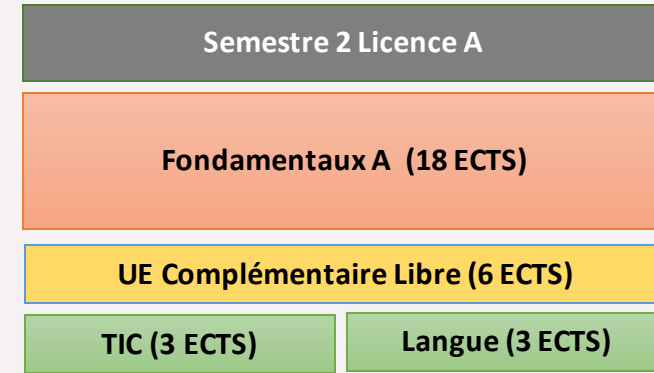 Semestre 2 Licence A
Fondamentaux A (18 ECTS)
UE Complémentaire Libre (6 ECTS)
TIC (3 ECTS)
Langue (3 ECTS)